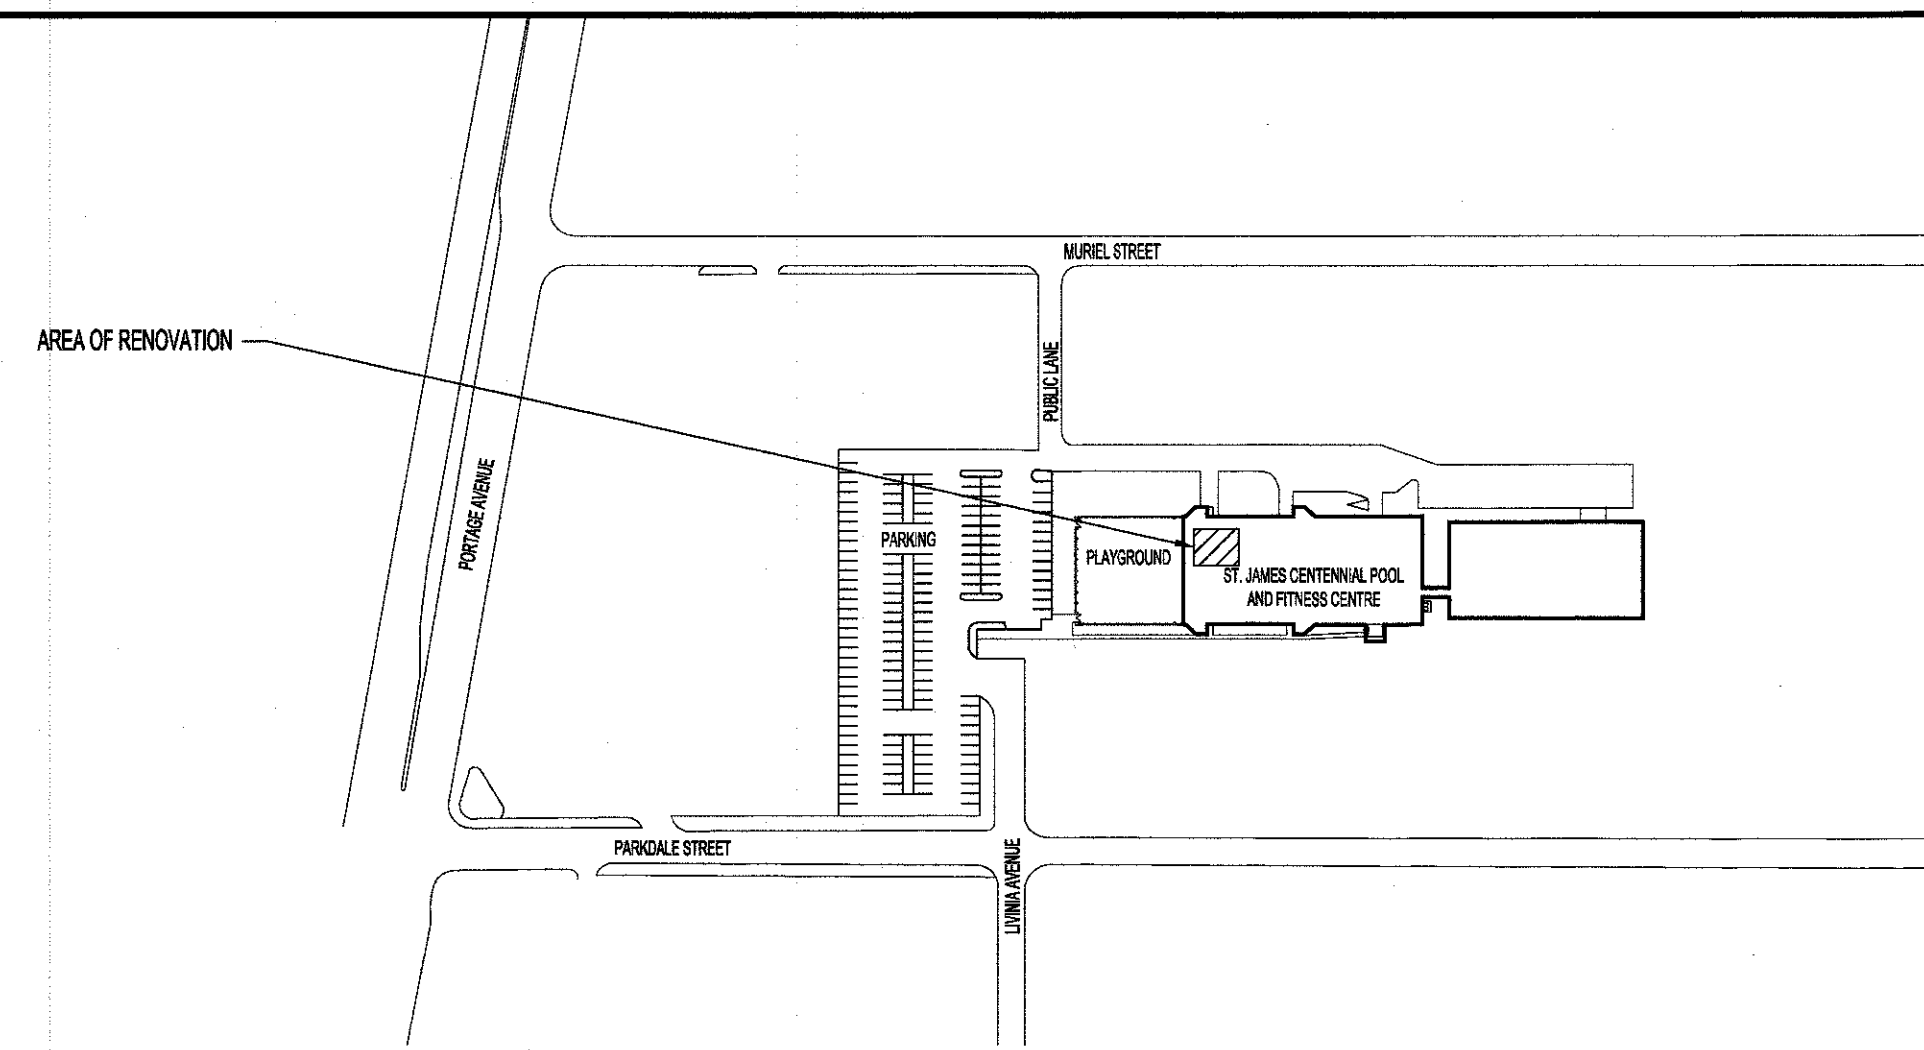 MURIEL STREET
AREA OF RENOVATION
PUBLIC LANE
PORTAGE AVENUE
PARKING
PLAYGROUND
ST. JAMES CENTENNIAL POOL
AND FITNESS CENTRE
PARKDALE STREET
LIVINIA AVENUE